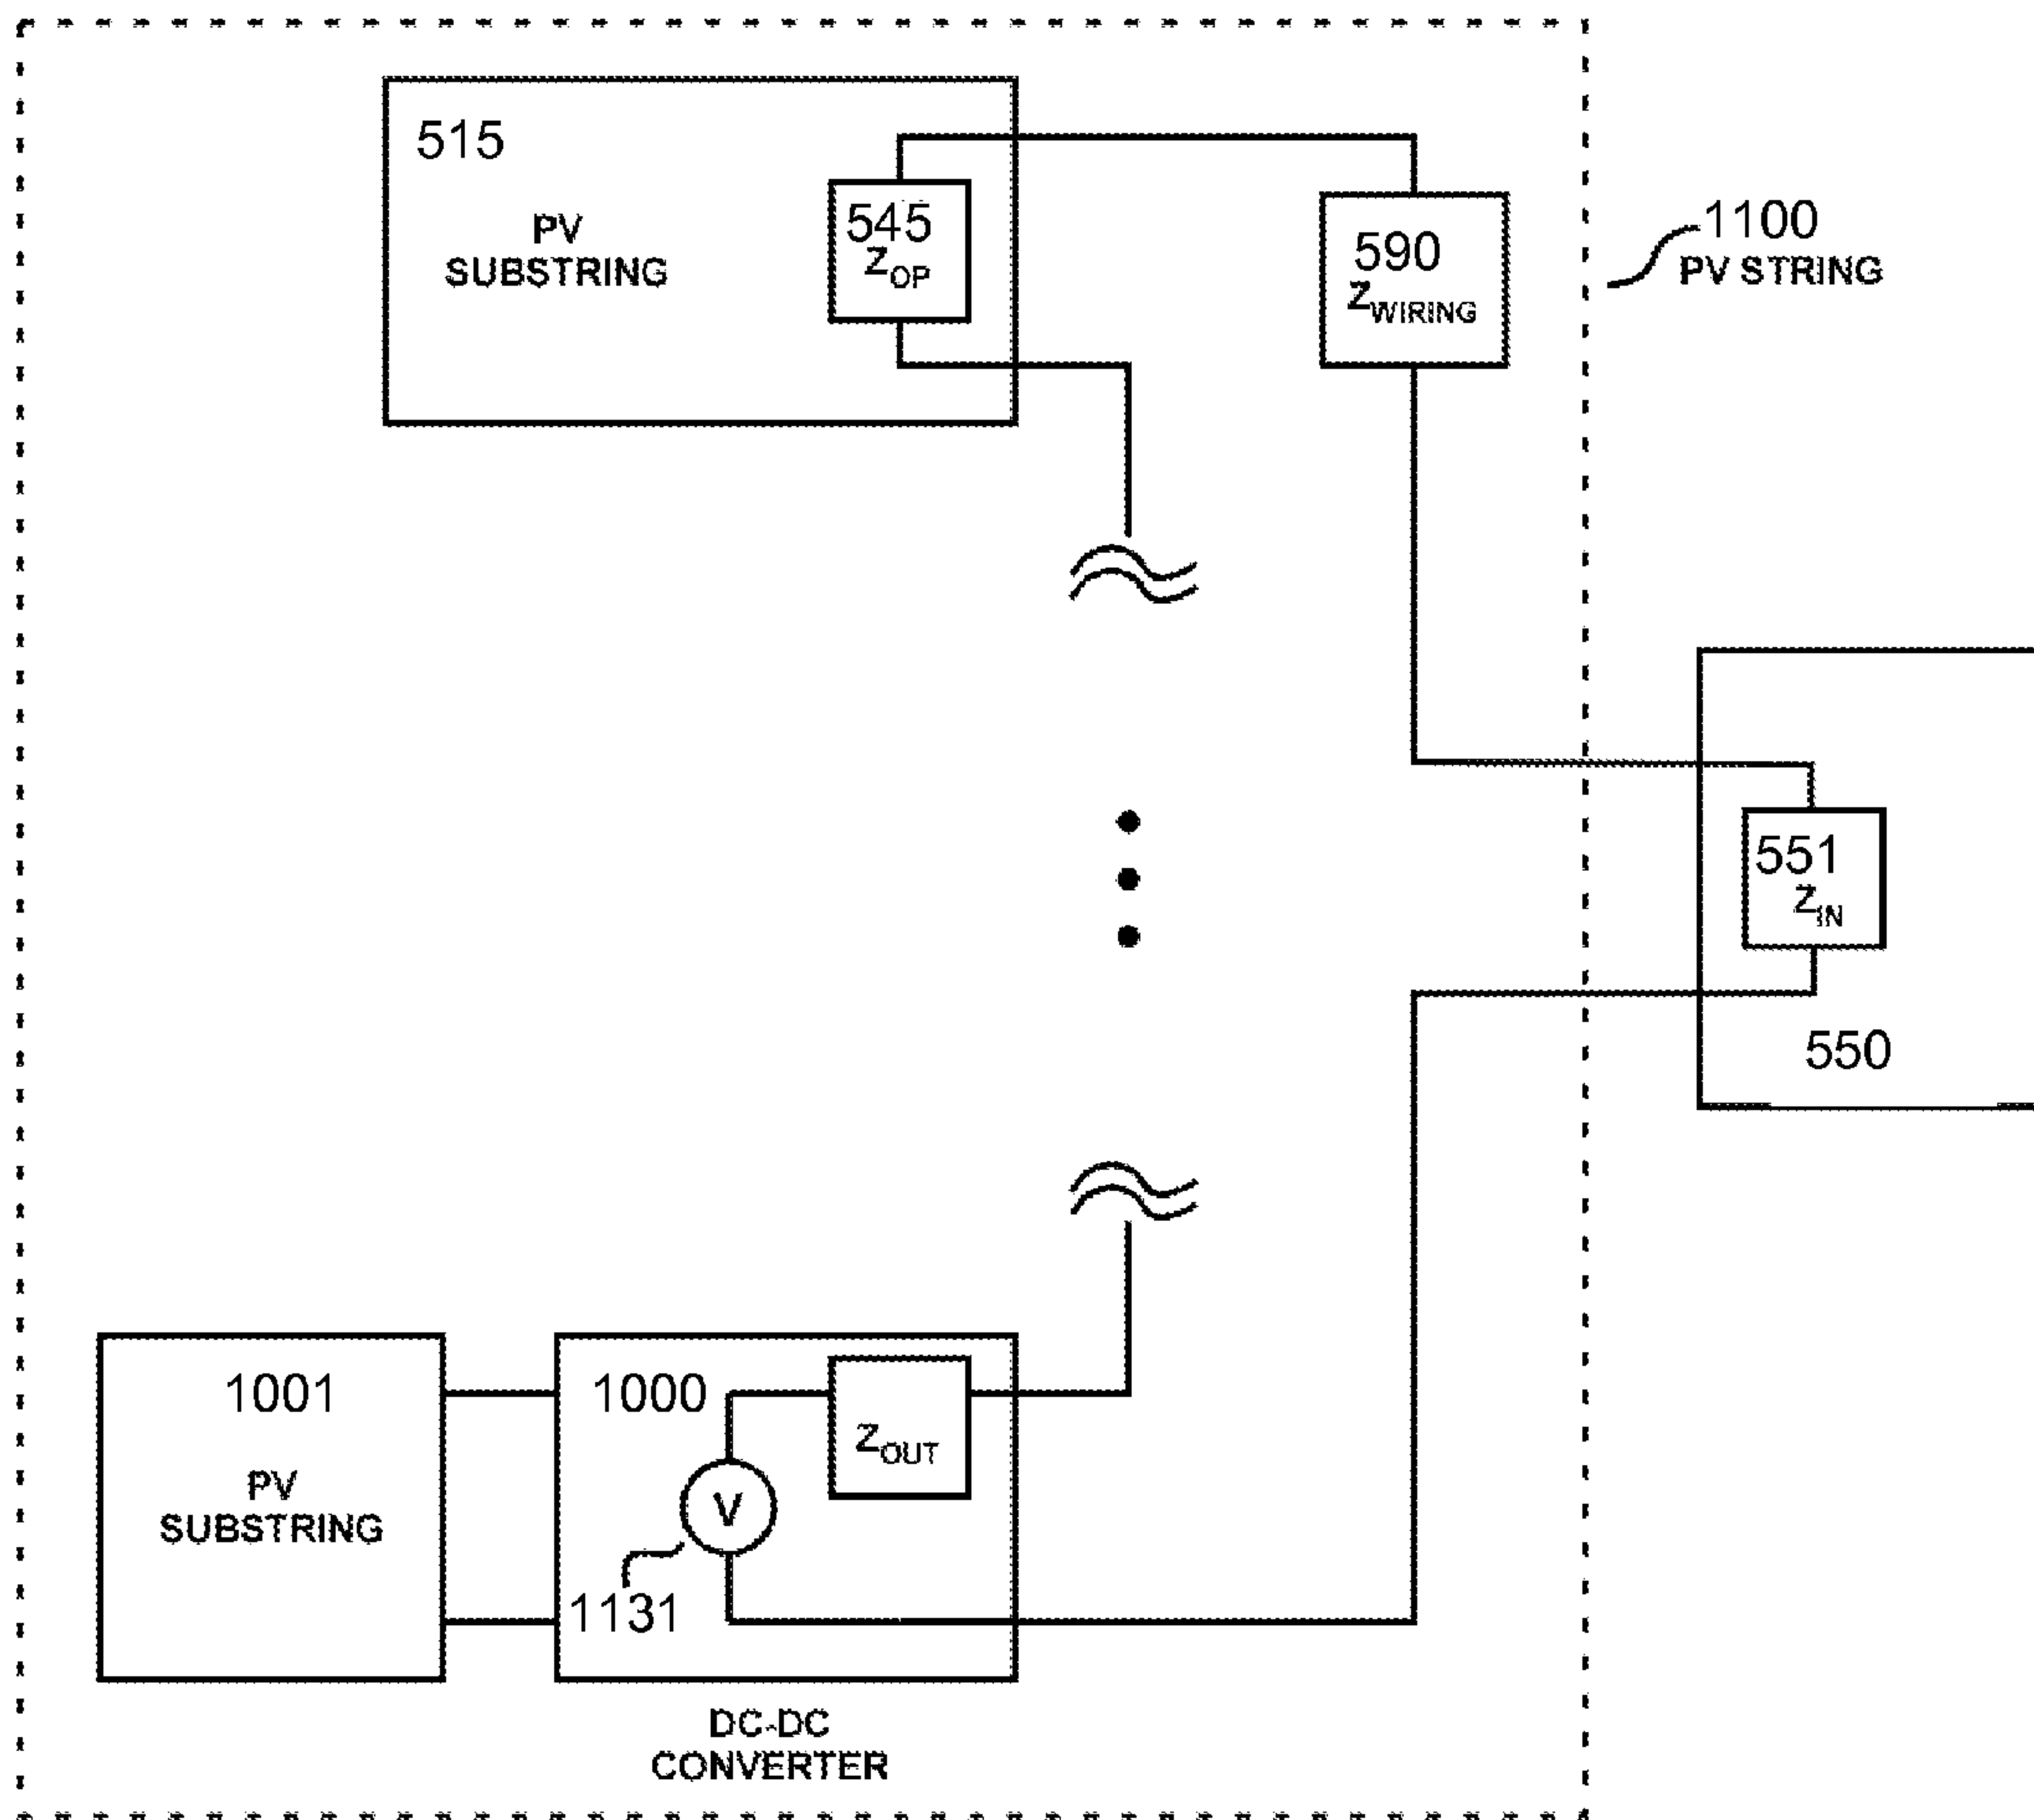 515
PV
SUBSTRING
545
ZOP
590
ZWIRING
1100
PV STRING
551
ZIN
550
1001
PV
SUBSTRING
1000
ZOUT
V
1131
DC-DC
CONVERTER